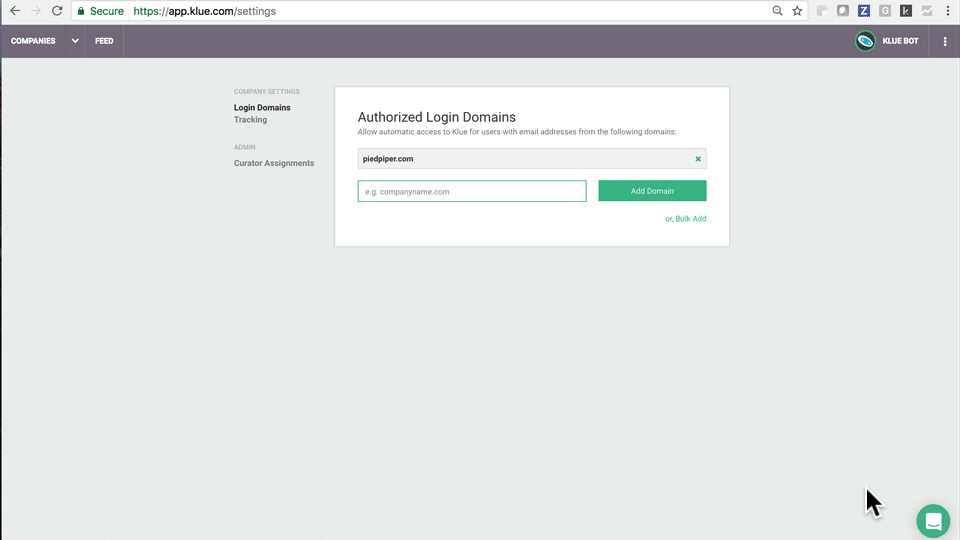 Secure https://app.klue.com/settings
Z G k
COMPANIES FEED KLUE BOT
COMPANY SETTINGS
Login Domains
Tracking
ADMIN
Curator Assignments
Authorized Login Domains
Allow automatic access to Klue for users with email addresses from the following domains:
piedpiper.com
e.g. companyname.com Add Domain
or, Bulk Add